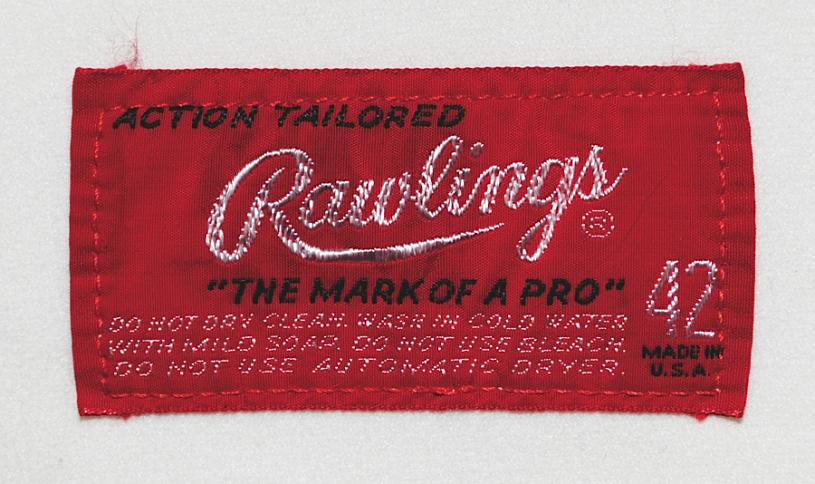 ACTION TAILORED
Rawlings ®
"THE MARK OF A PRO"
42
DO NOT DRY CLEAN. WASH IN COLD WATER
WITH MILD SOAP. DO NOT USE BLEACH.
DO NOT USE AUTOMATIC DRYER.
MADE IN
U.S.A.